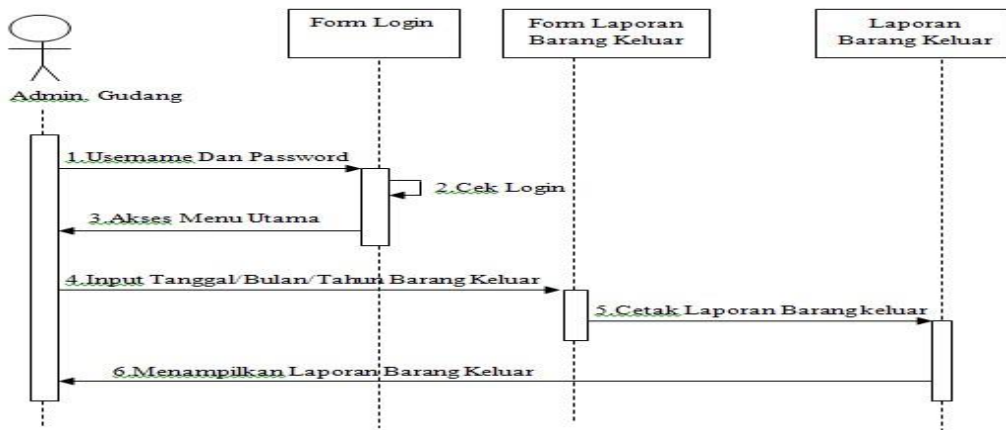 Form Login
Form Laporan
Barang Keluar
Laporan
Barang Keluar
Admin. Gudang
1.Username Dan Password
2.Cek Login
3.Akses Menu Utama
4.Input Tanggal/Bulan/Tahun Barang Keluar
5.Cetak Laporan Barang keluar
6.Menampilkan Laporan Barang Keluar